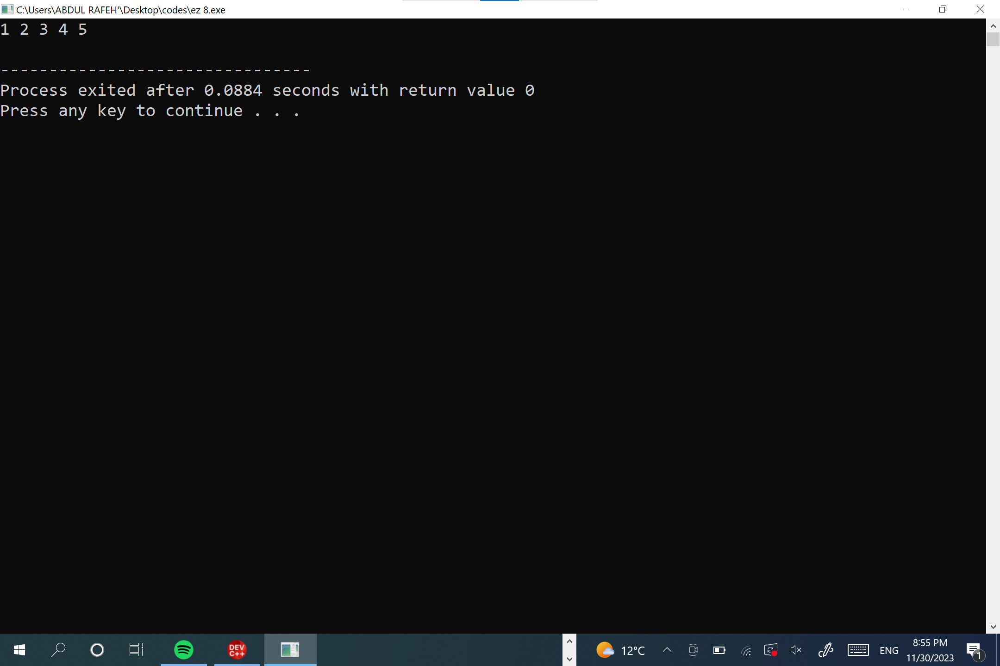 C:\Users\ABDUL RAFEH'\Desktop\codes\ez 8.exe
1 2 3 4 5
--------------------------------
Process exited after 0.0884 seconds with return value 0
Press any key to continue . . .
DEV
C++
12°C
ENG
8:55 PM
11/30/2023
1